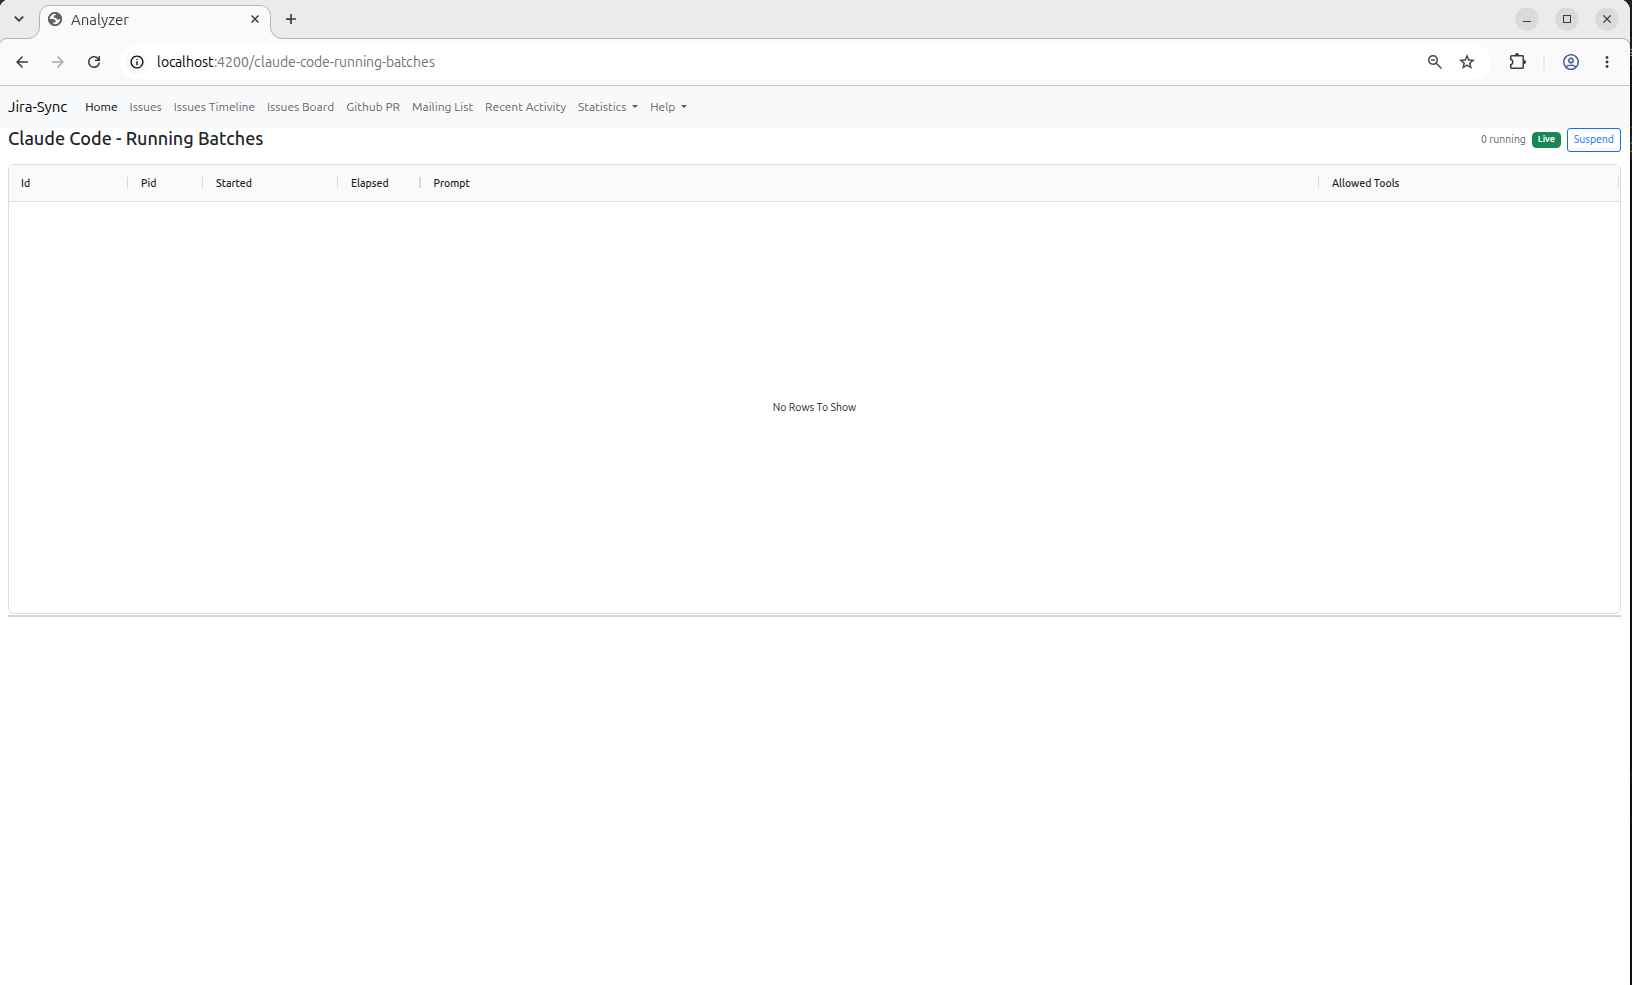 Analyzer
localhost:4200/claude-code-running-batches
Jira-Sync Home Issues Issues Timeline Issues Board Github PR Mailing List Recent Activity Statistics Help
Claude Code - Running Batches 0 running Live Suspend
Id Pid Started Elapsed Prompt Allowed Tools
No Rows To Show